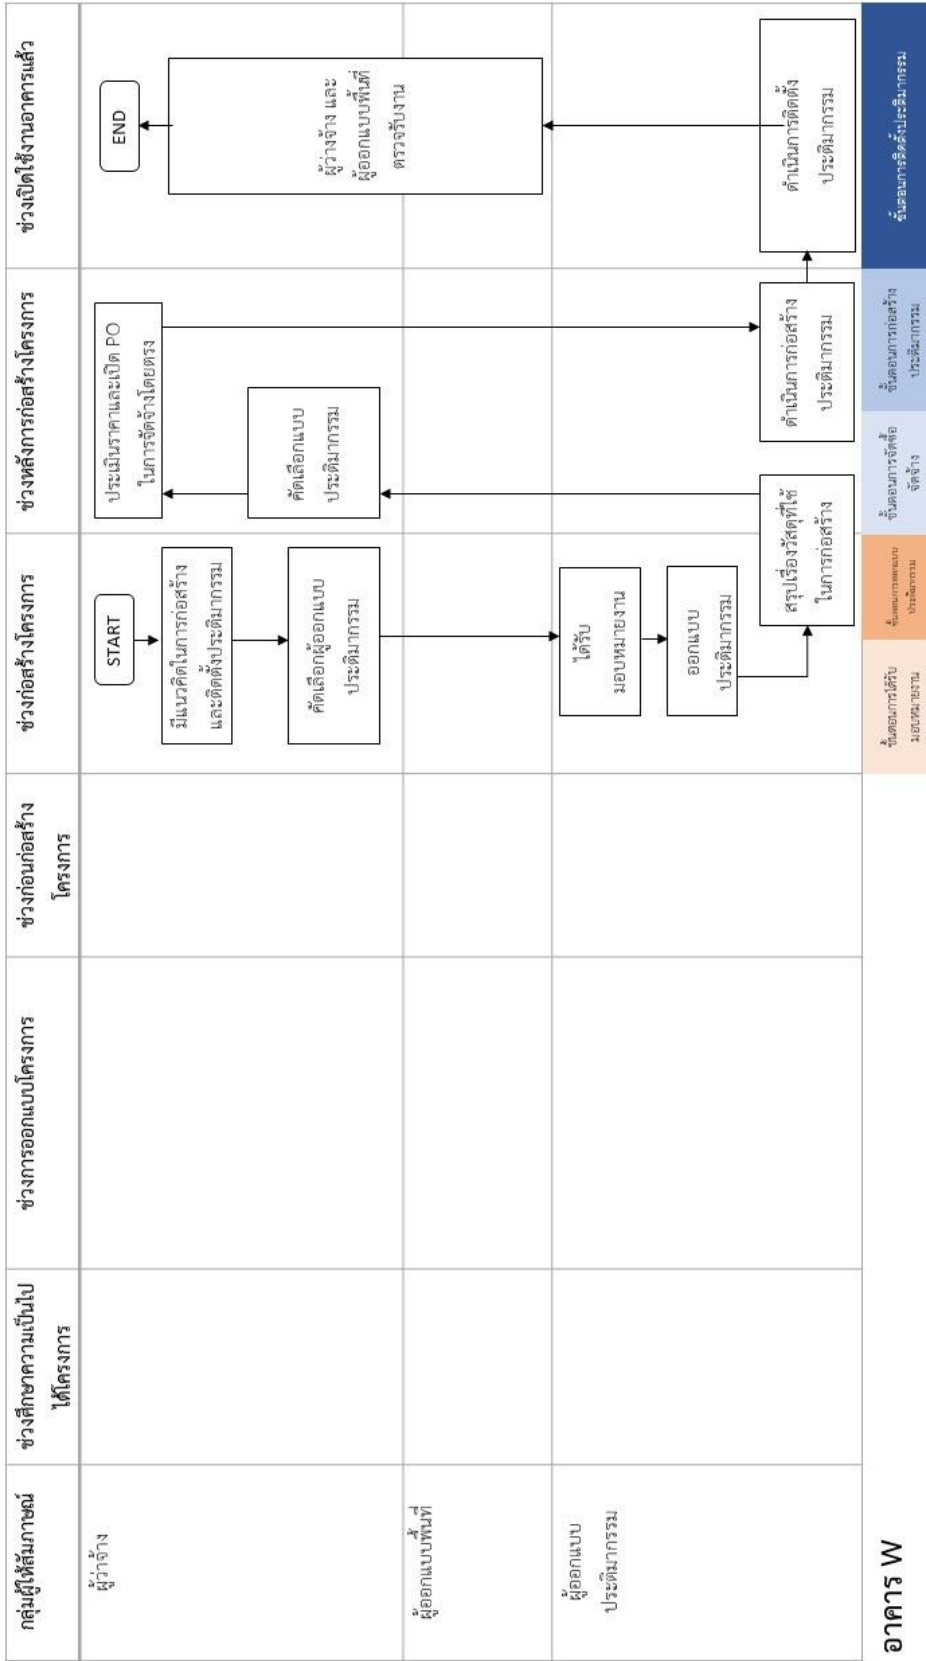 กลุ่มผู้ให้สัมภาษณ์
ช่วงศึกษาความเป็นไป
ได้โครงการ
ช่วงการออกแบบโครงการ
ช่วงก่อนก่อสร้าง
โครงการ
ช่วงก่อสร้างโครงการ
ช่วงหลังการก่อสร้างโครงการ
ช่วงเปิดใช้งานอาคารแล้ว
ผู้ว่าจ้าง
START
มีแนวคิดในการก่อสร้าง
และติดตั้งประติมากรรม
คัดเลือกผู้ออกแบบ
ประติมากรรม
ประเมินราคาและเปิด PO
ในการจัดจ้างโดยตรง
คัดเลือกแบบ
ประติมากรรม
END
ผู้ว่างจ้าง และ
ผู้ออกแบบพื้นที่
ตรวจรับงาน
ผู้ออกแบบพื้นที่
ผู้ออกแบบ
ประติมากรรม
ได้รับ
มอบหมายงาน
ออกแบบ
ประติมากรรม
สรุปเรื่องวัสดุที่ใช้
ในการก่อสร้าง
ดำเนินการก่อสร้าง
ประติมากรรม
ดำเนินการติดตั้ง
ประติมากรรม
อาคาร W
ขั้นตอนการได้รับ
มอบหมายงาน
ขั้นตอนการออกแบบ
ประติมากรรม
ขั้นตอนการจัดซื้อ
จัดจ้าง
ขั้นตอนการก่อสร้าง
ประติมากรรม
ขั้นตอนการติดตั้งประติมากรรม